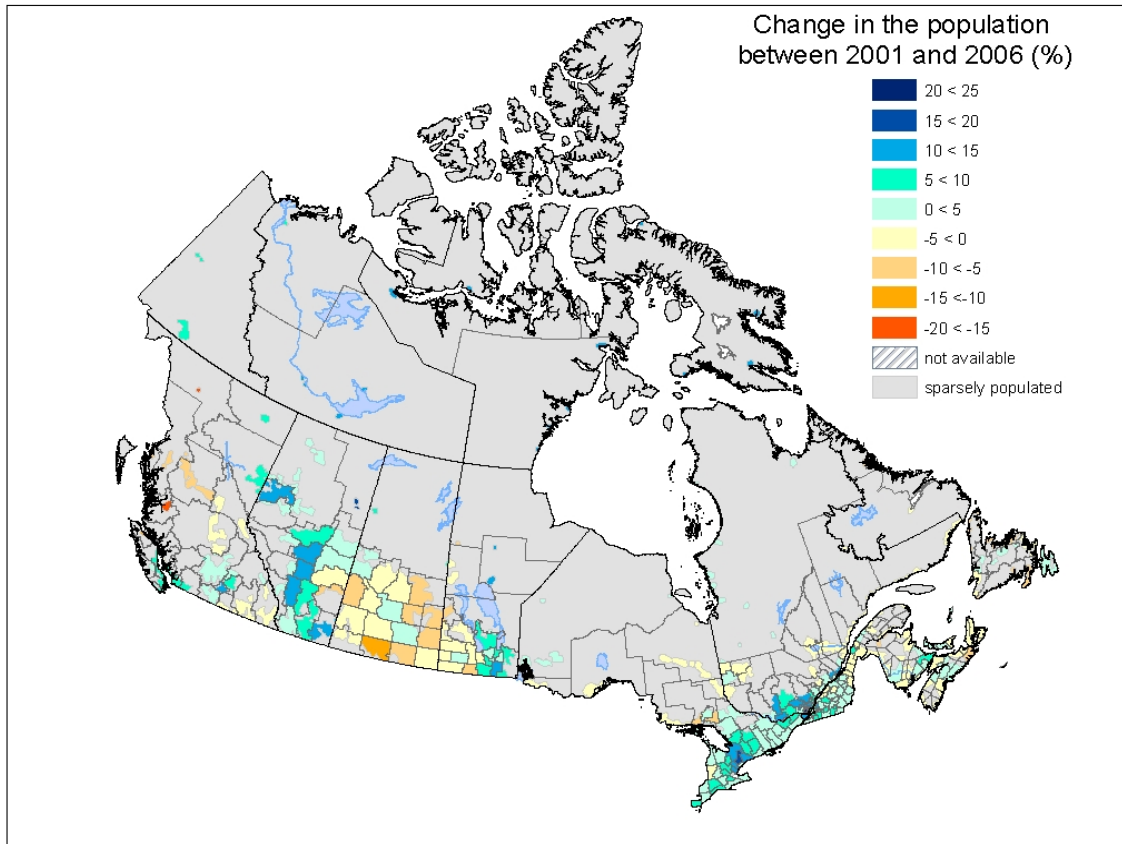 Change in the population
between 2001 and 2006 (%)
20 < 25
15 < 20
10 < 15
5 < 10
0 < 5
-5 < 0
-10 < -5
-15 <-10
-20 < -15
not available
sparsely populated